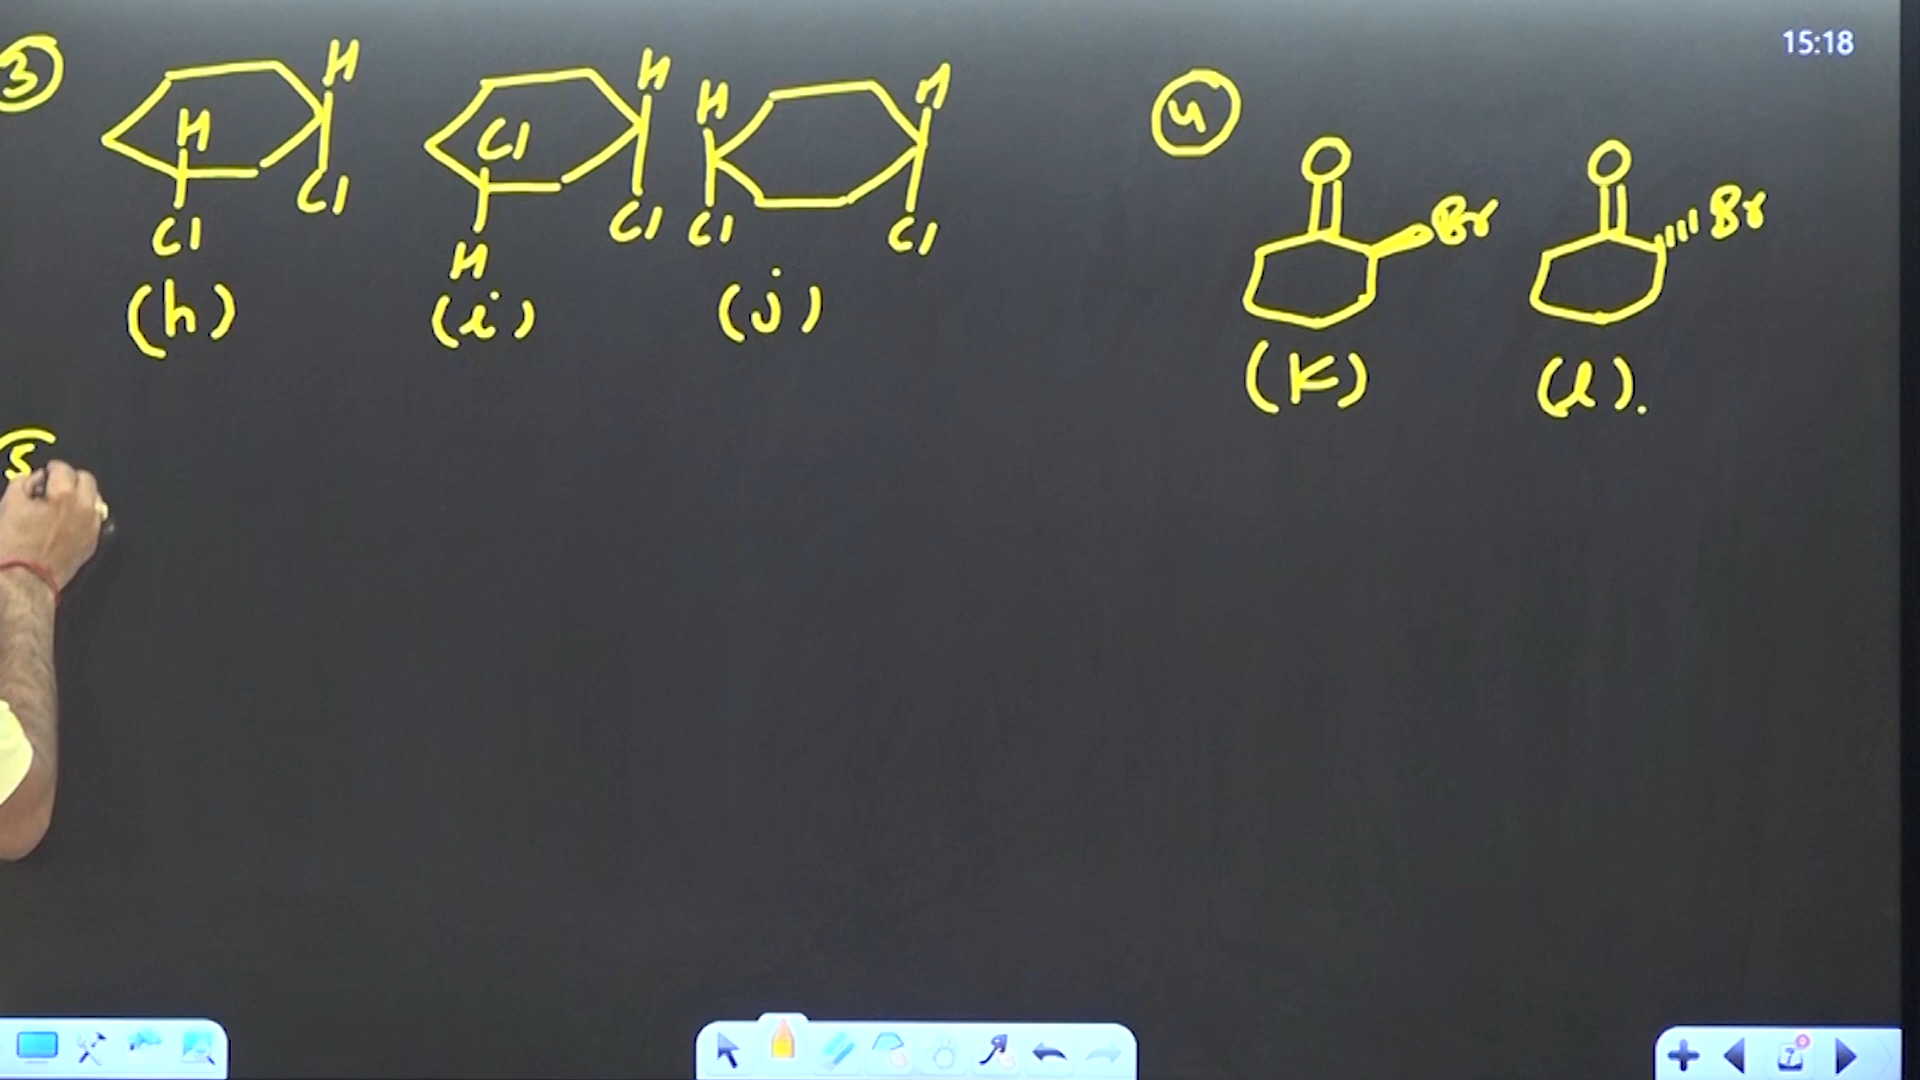 15:18
3
H H Cl Cl
(h)
H Cl Cl H
(i)
H H Cl Cl
(j)
4
O Br
(K)
O Br
(l).
5